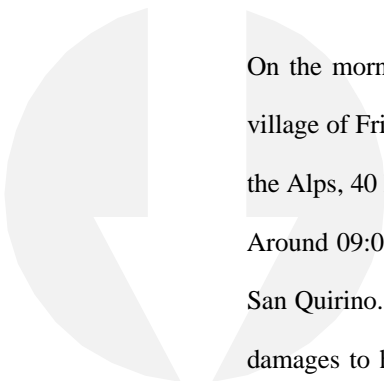 On the morn
village of Fri
the Alps, 40
Around 09:0
San Quirino.
damages to